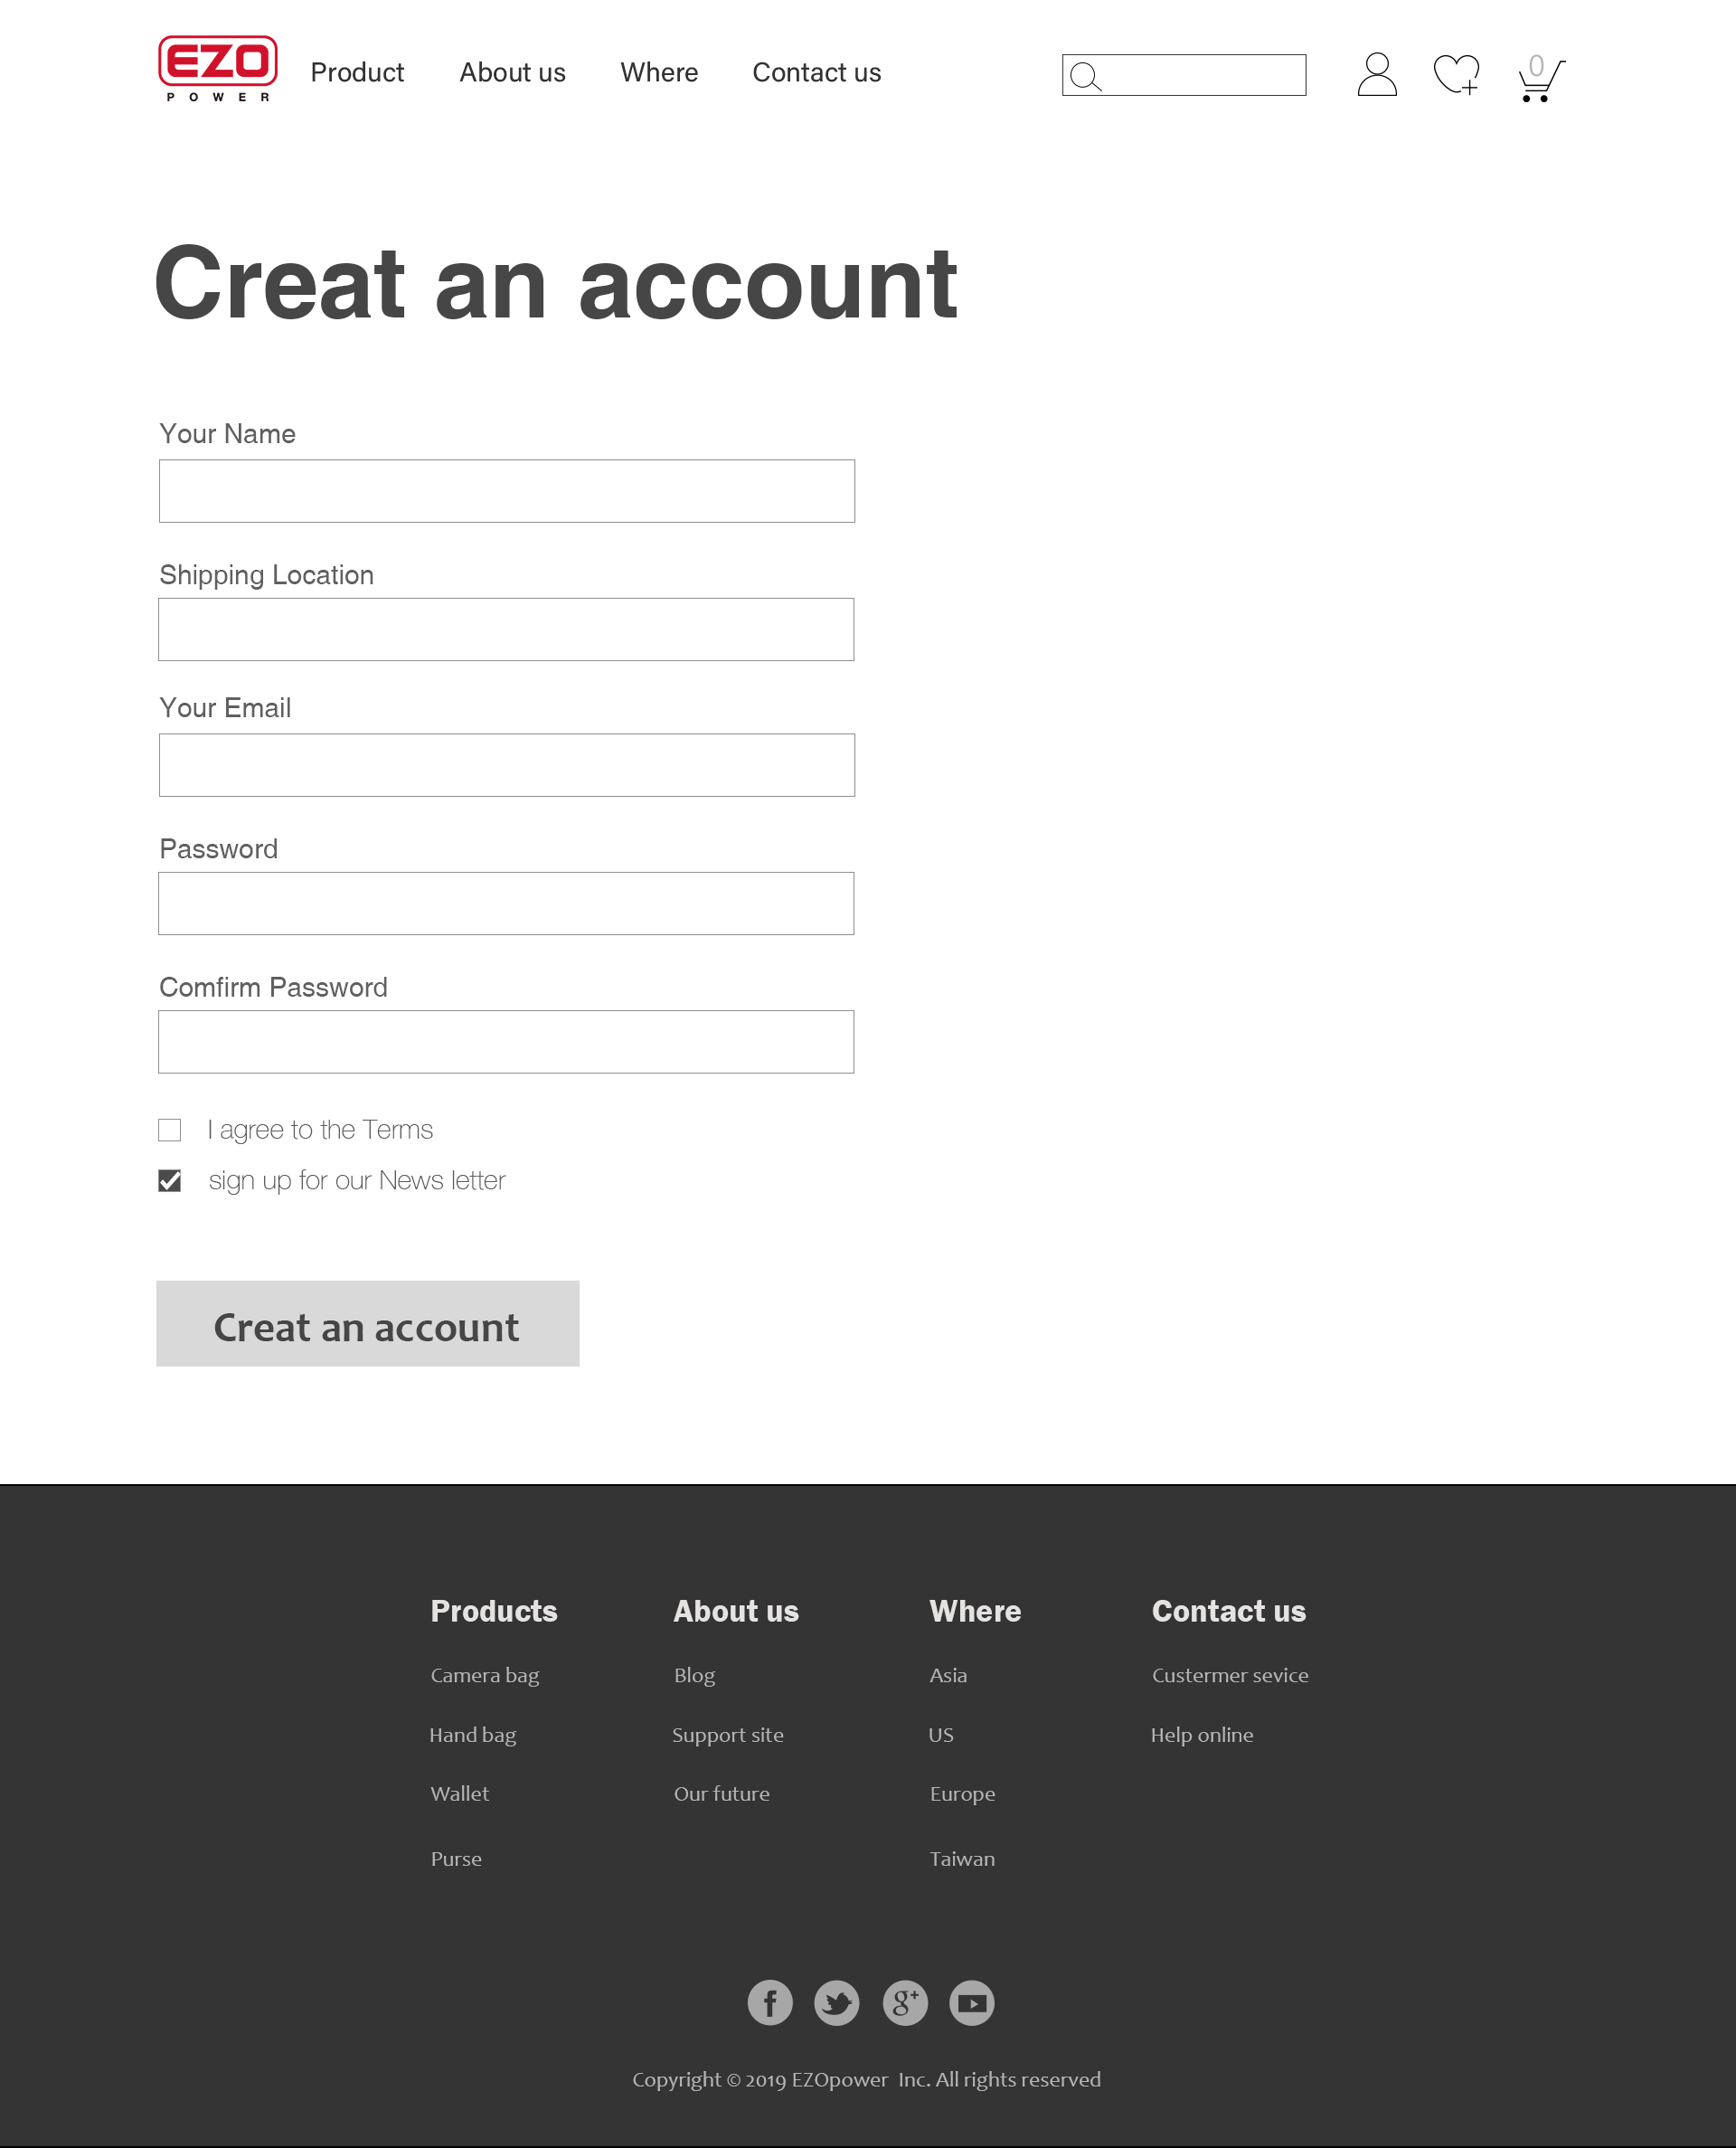 EZO
POWER
Product About us Where Contact us
0
Creat an account
Your Name
Shipping Location
Your Email
Password
Comfirm Password
I agree to the Terms
sign up for our News letter
Creat an account
Products About us Where Contact us
Camera bag Blog Asia Custermer sevice
Hand bag Support site US Help online
Wallet Our future Europe
Purse Taiwan
f g+
Copyright © 2019 EZOpower Inc. All rights reserved